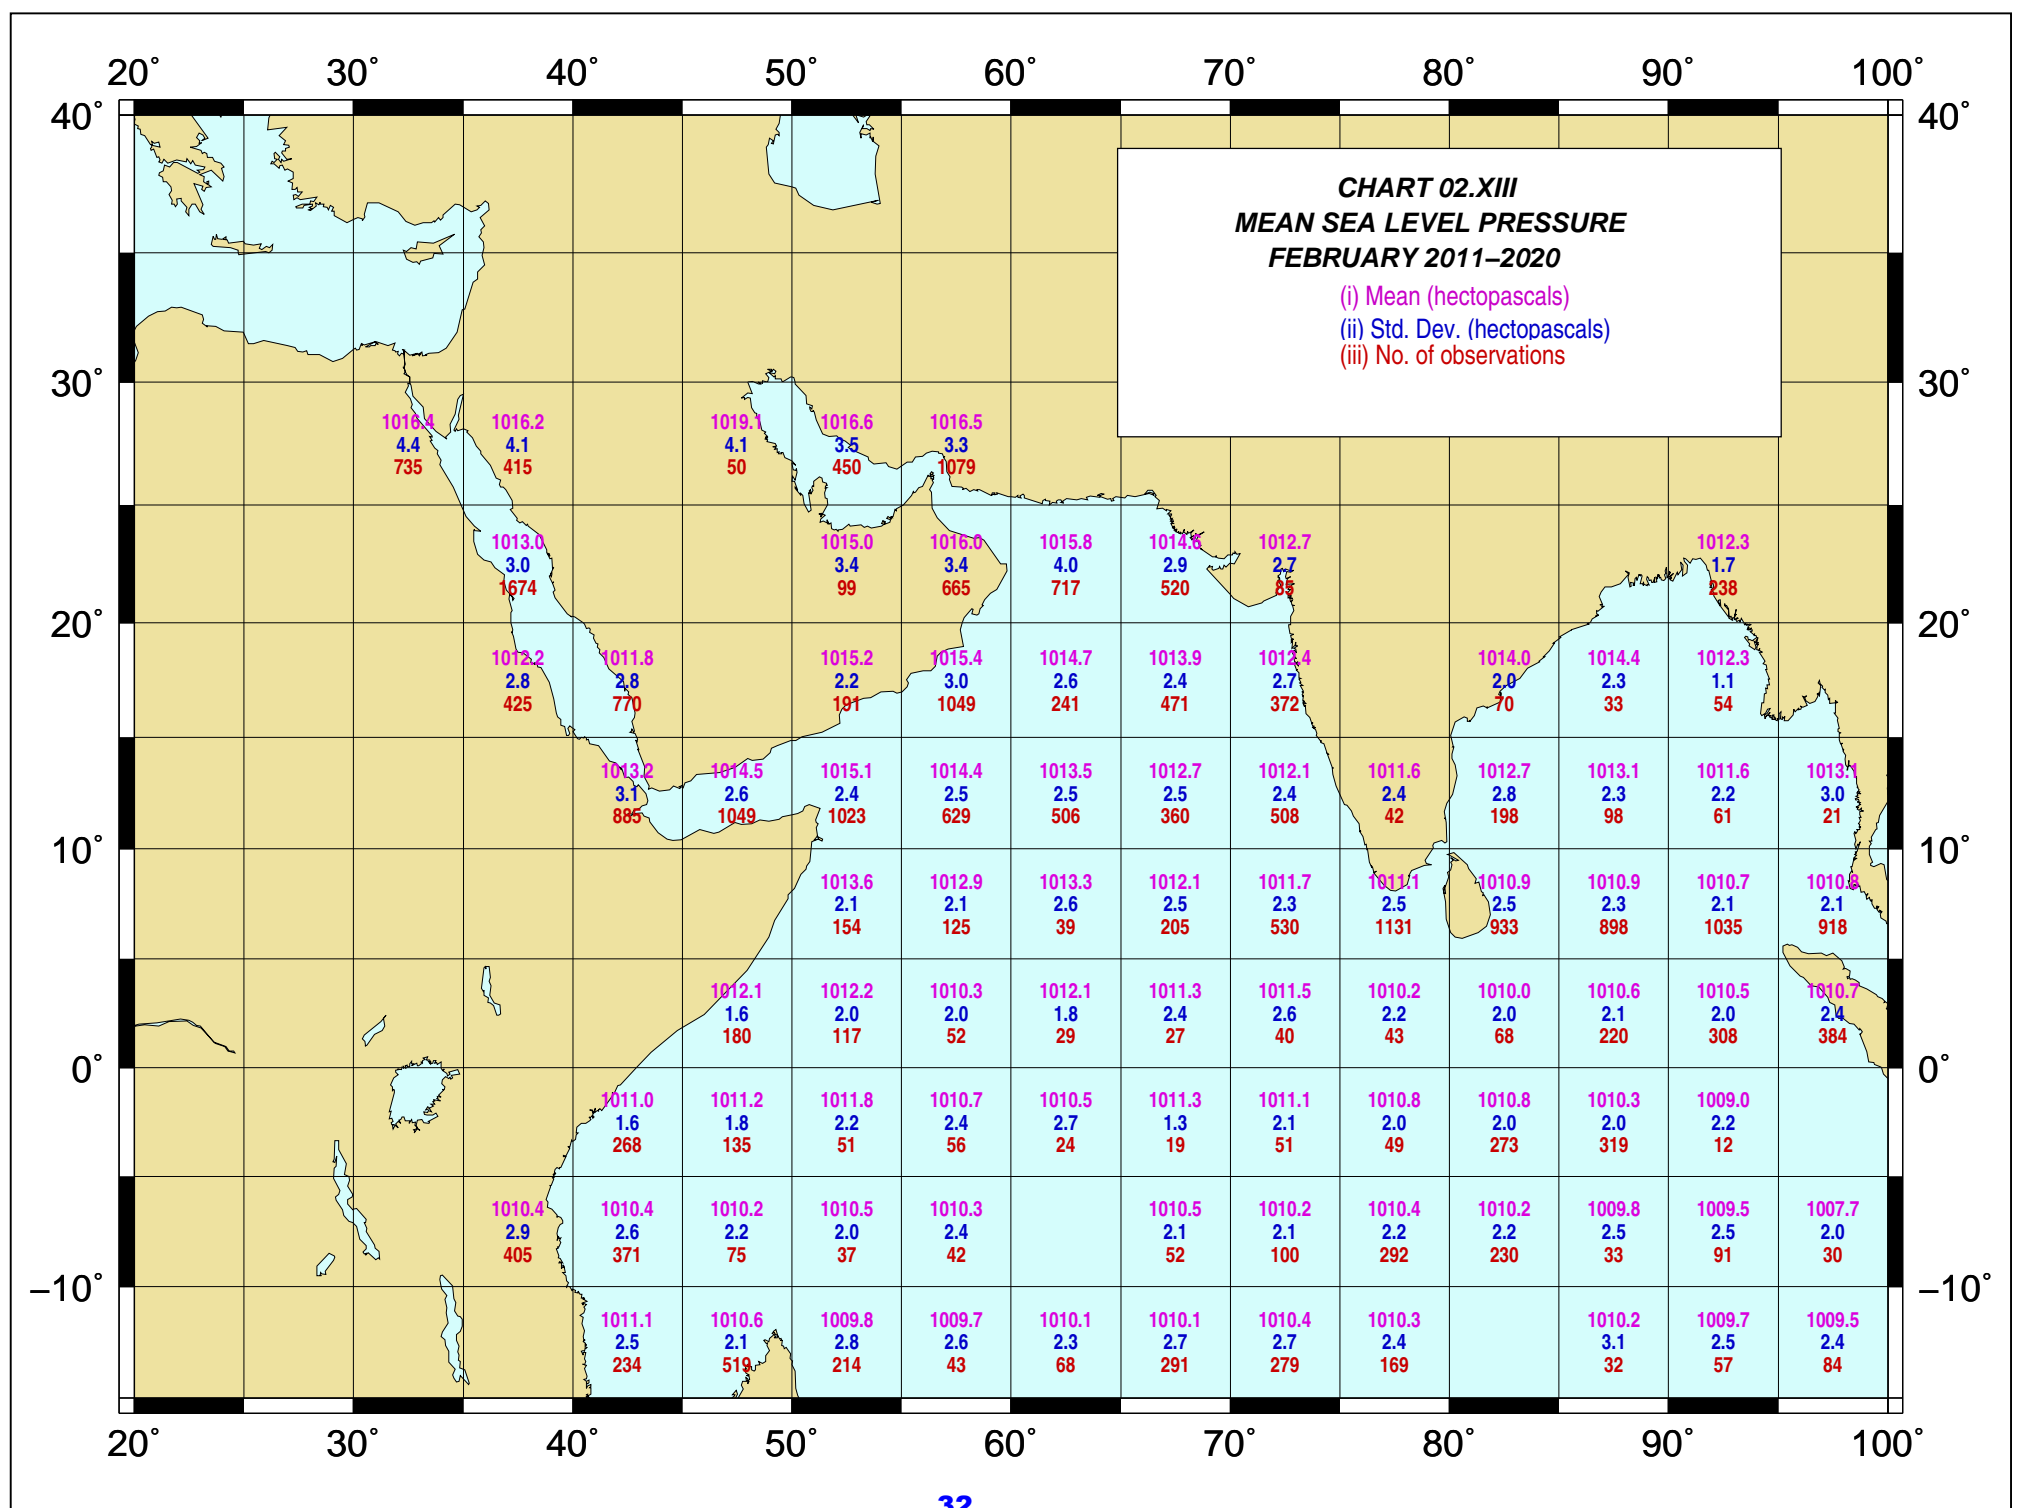 20° 30° 40° 50° 60° 70° 80° 90° 100°
40° 40°
CHART 02.XIII
MEAN SEA LEVEL PRESSURE
FEBRUARY 2011–2020
(i) Mean (hectopascals)
(ii) Std. Dev. (hectopascals)
(iii) No. of observations
30° 30°
1016.4 1016.2 1019.1 1016.6 1016.5
4.4 4.1 4.1 3.5 3.3
735 415 50 450 1079
1013.0 1015.0 1016.0 1015.8 1014.6 1012.7 1012.3
3.0 3.4 3.4 4.0 2.9 2.7 1.7
1674 99 665 717 520 85 238
20° 20°
1012.2 1011.8 1015.2 1015.4 1014.7 1013.9 1012.4 1014.0 1014.4 1012.3
2.8 2.8 2.2 3.0 2.6 2.4 2.7 2.0 2.3 1.1
425 770 191 1049 241 471 372 70 33 54
1013.2 1014.5 1015.1 1014.4 1013.5 1012.7 1012.1 1011.6 1012.7 1013.1 1011.6 1013.1
3.1 2.6 2.4 2.5 2.5 2.5 2.4 2.4 2.8 2.3 2.2 3.0
885 1049 1023 629 506 360 508 42 198 98 61 21
10° 10°
1013.6 1012.9 1013.3 1012.1 1011.7 1011.1 1010.9 1010.9 1010.7 1010.8
2.1 2.1 2.6 2.5 2.3 2.5 2.5 2.3 2.1 2.1
154 125 39 205 530 1131 933 898 1035 918
1012.1 1012.2 1010.3 1012.1 1011.3 1011.5 1010.2 1010.0 1010.6 1010.5 1010.7
1.6 2.0 2.0 1.8 2.4 2.6 2.2 2.0 2.1 2.0 2.4
180 117 52 29 27 40 43 68 220 308 384
0° 0°
1011.0 1011.2 1011.8 1010.7 1010.5 1011.3 1011.1 1010.8 1010.8 1010.3 1009.0
1.6 1.8 2.2 2.4 2.7 1.3 2.1 2.0 2.0 2.0 2.2
268 135 51 56 24 19 51 49 273 319 12
1010.4 1010.4 1010.2 1010.5 1010.3 1010.5 1010.2 1010.4 1010.2 1009.8 1009.5 1007.7
2.9 2.6 2.2 2.0 2.4 2.1 2.1 2.2 2.2 2.5 2.5 2.0
405 371 75 37 42 52 100 292 230 33 91 30
–10° –10°
1011.1 1010.6 1009.8 1009.7 1010.1 1010.1 1010.4 1010.3 1010.2 1009.7 1009.5
2.5 2.1 2.8 2.6 2.3 2.7 2.7 2.4 3.1 2.5 2.4
234 519 214 43 68 291 279 169 32 57 84
20° 30° 40° 50° 60° 70° 80° 90° 100°
32